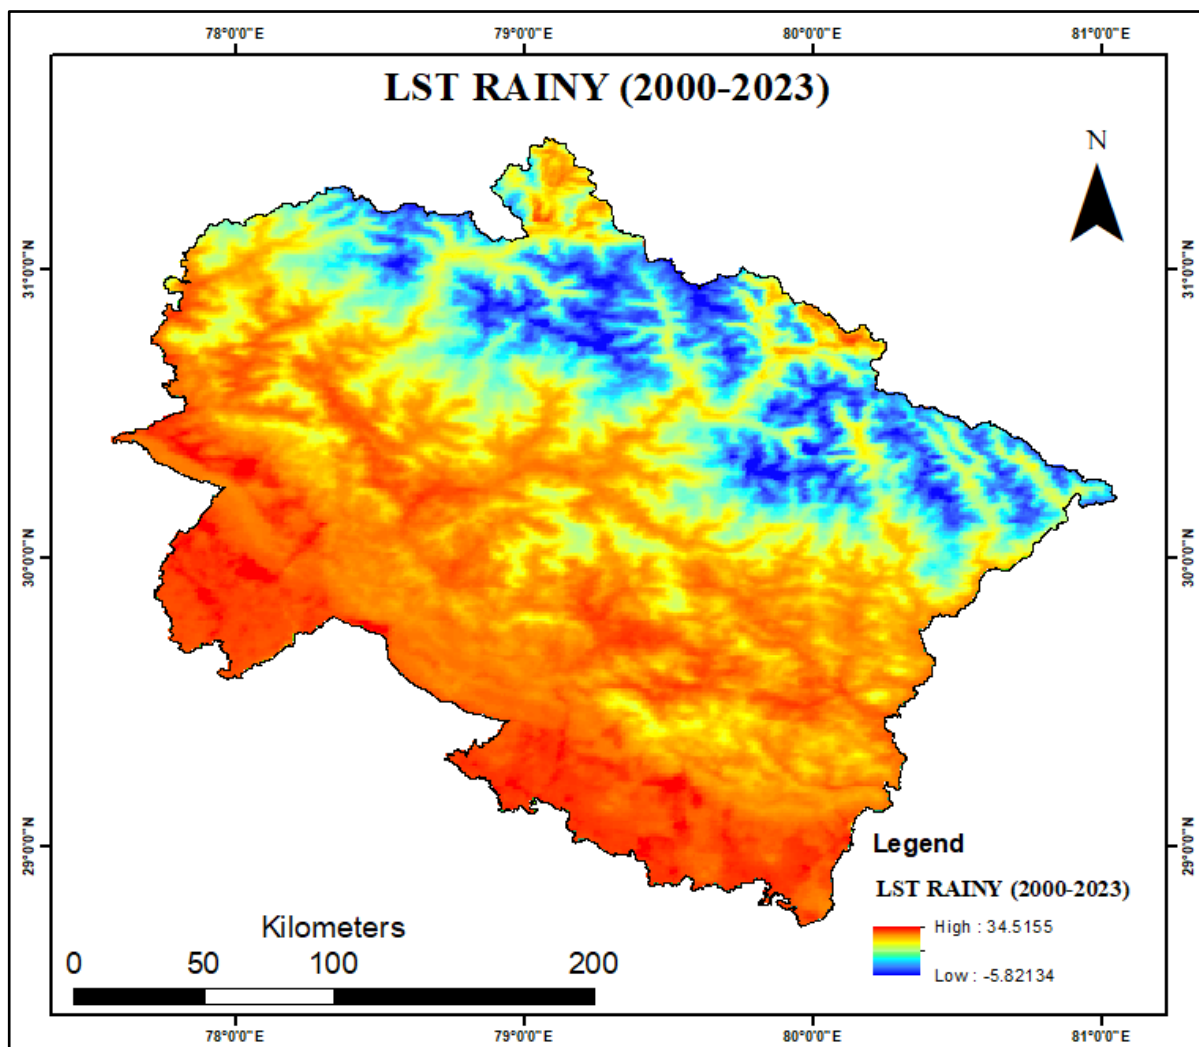 78°0'0"E 79°0'0"E 80°0'0"E 81°0'0"E
LST RAINY (2000-2023)
N
31°0'0"N 31°0'0"N
30°0'0"N 30°0'0"N
29°0'0"N 29°0'0"N
Legend
LST RAINY (2000-2023)
High : 34.5155
Low : -5.82134
Kilometers
0 50 100 200
78°0'0"E 79°0'0"E 80°0'0"E 81°0'0"E